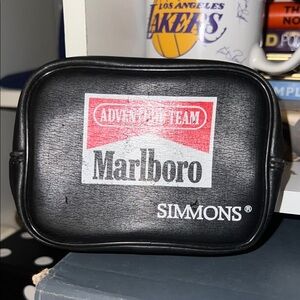 LOS ANGELES
LAKERS
ADVENTURE TEAM
Marlboro
SIMMONS®